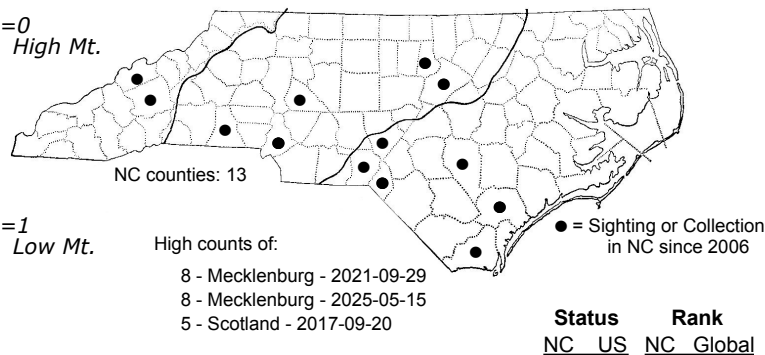 =0
High Mt.
NC counties: 13
=1
Low Mt.
High counts of:
8 - Mecklenburg - 2021-09-29
8 - Mecklenburg - 2025-05-15
5 - Scotland - 2017-09-20
● = Sighting or Collection
in NC since 2006
Status Rank
NC US NC Global